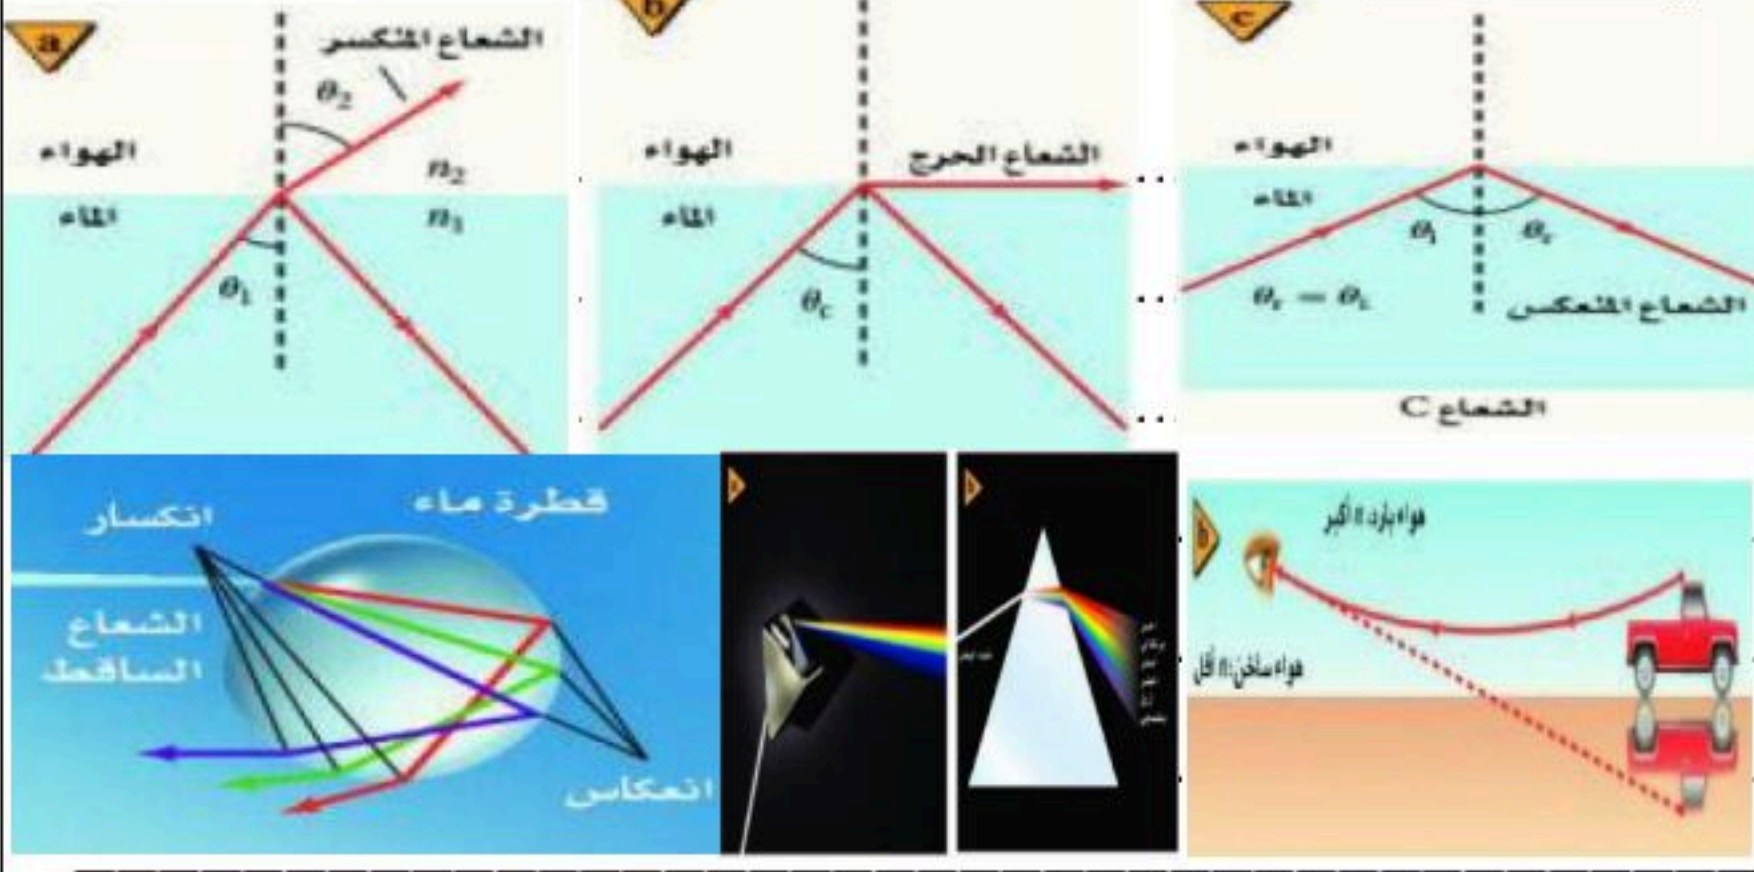 a
الشعاع المنكسر
θ₂
الهواء
n₂
الماء
n₁
θ₁
b
الهواء
الشعاع الحرج
الماء
θc
c
الهواء
الماء
θi
θr
θr = θi
الشعاع المنعكس
الشعاع C
انكسار
قطرة ماء
الشعاع
الساقط
انعكاس
a
b
b
هواء بارد n أكبر
هواء ساخن n أقل